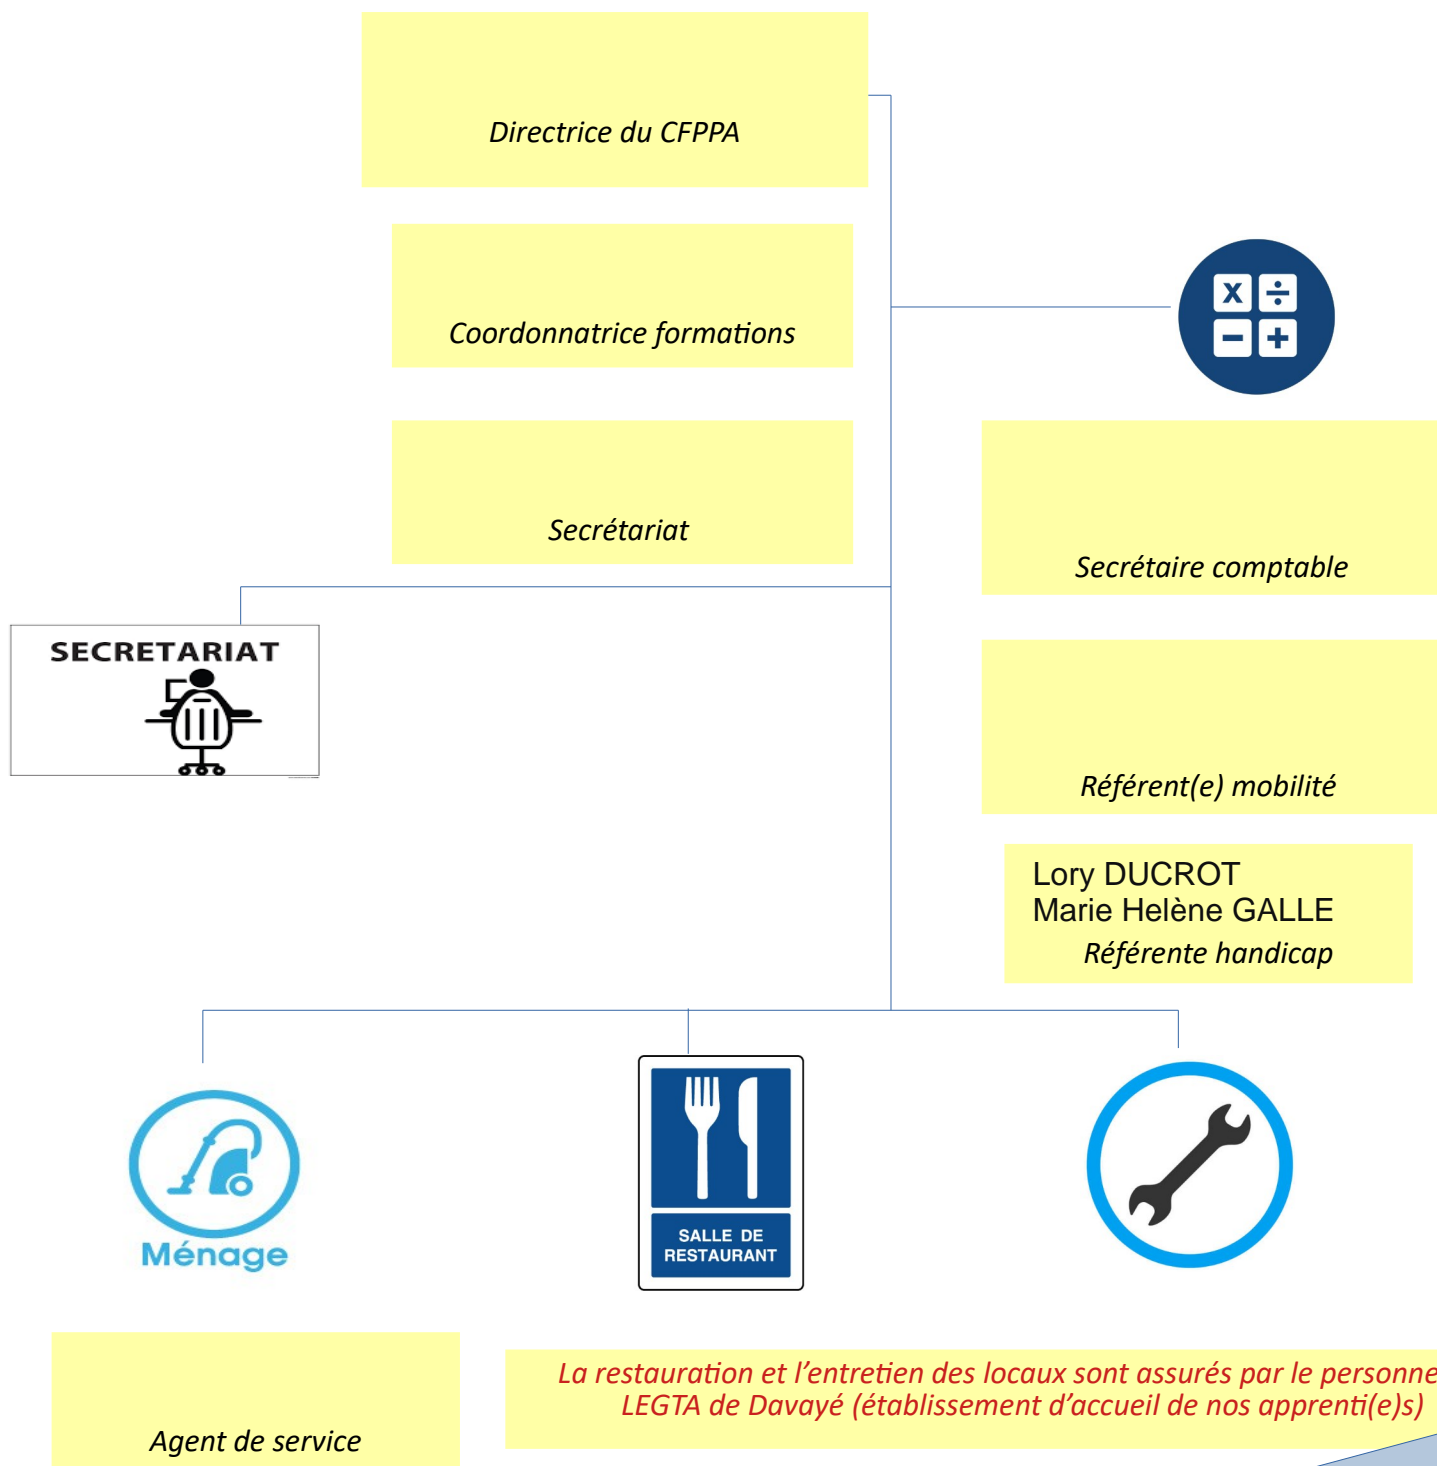 Directrice du CFPPA
Coordonnatrice formations
Secrétariat
Secrétaire comptable
SECRETARIAT
Référent(e) mobilité
Lory DUCROT
Marie Helène GALLE
Référente handicap
Ménage
SALLE DE
RESTAURANT
La restauration et l'entretien des locaux sont assurés par le personne
LEGTA de Davayé (établissement d'accueil de nos apprenti(e)s)
Agent de service